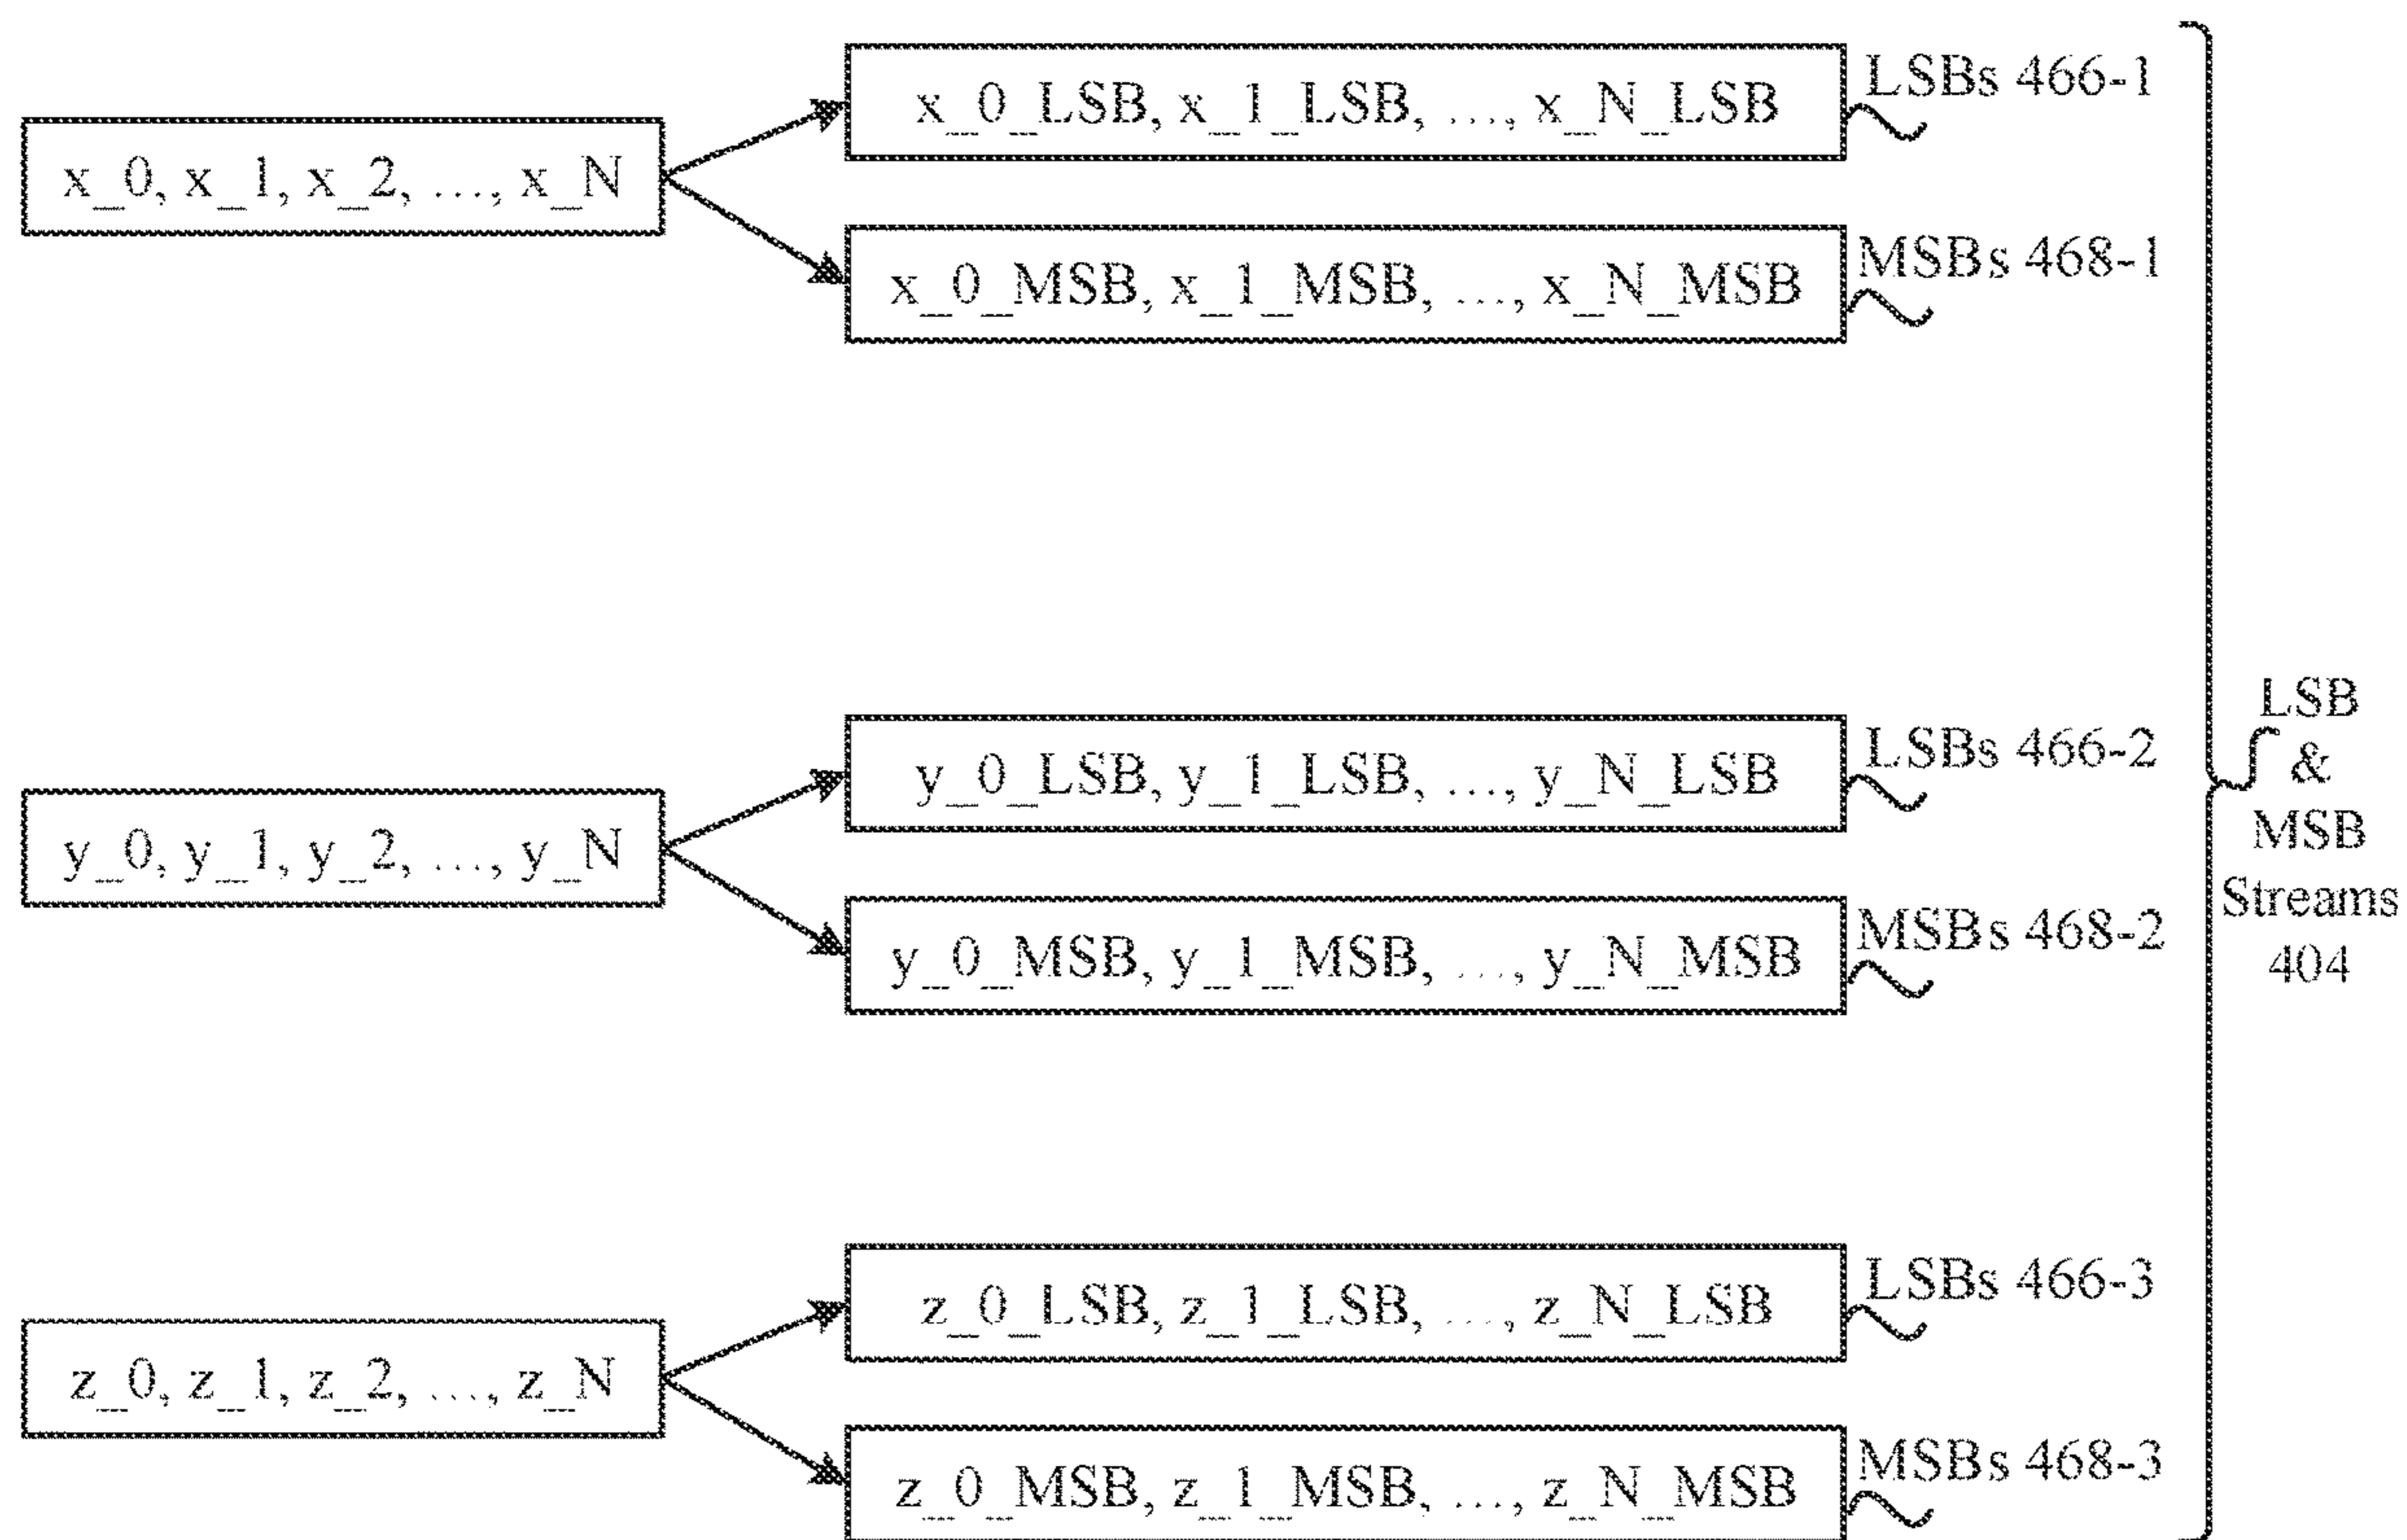 x_0_LSB, x_1_LSB, ..., x_N_LSB
LSBs 466-1
x_0, x_1, x_2, ..., x_N
x_0_MSB, x_1_MSB, ..., x_N_MSB
MSBs 468-1
y_0_LSB, y_1_LSB, ..., y_N_LSB
LSBs 466-2
y_0, y_1, y_2, ..., y_N
y_0_MSB, y_1_MSB, ..., y_N_MSB
MSBs 468-2
LSB
&
MSB
Streams
404
z_0_LSB, z_1_LSB, ..., z_N_LSB
LSBs 466-3
z_0, z_1, z_2, ..., z_N
z_0_MSB, z_1_MSB, ..., z_N_MSB
MSBs 468-3